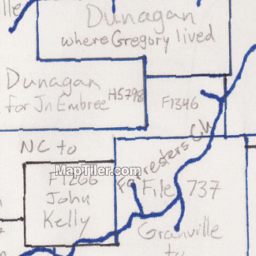 lle
Dunagan
where Gregory lived
Dunagan
for Jn Embree
H5798
F1346
NC to
MapTiler.com
F1266
John
Kelly
Forresters Ck
File 737
Granville